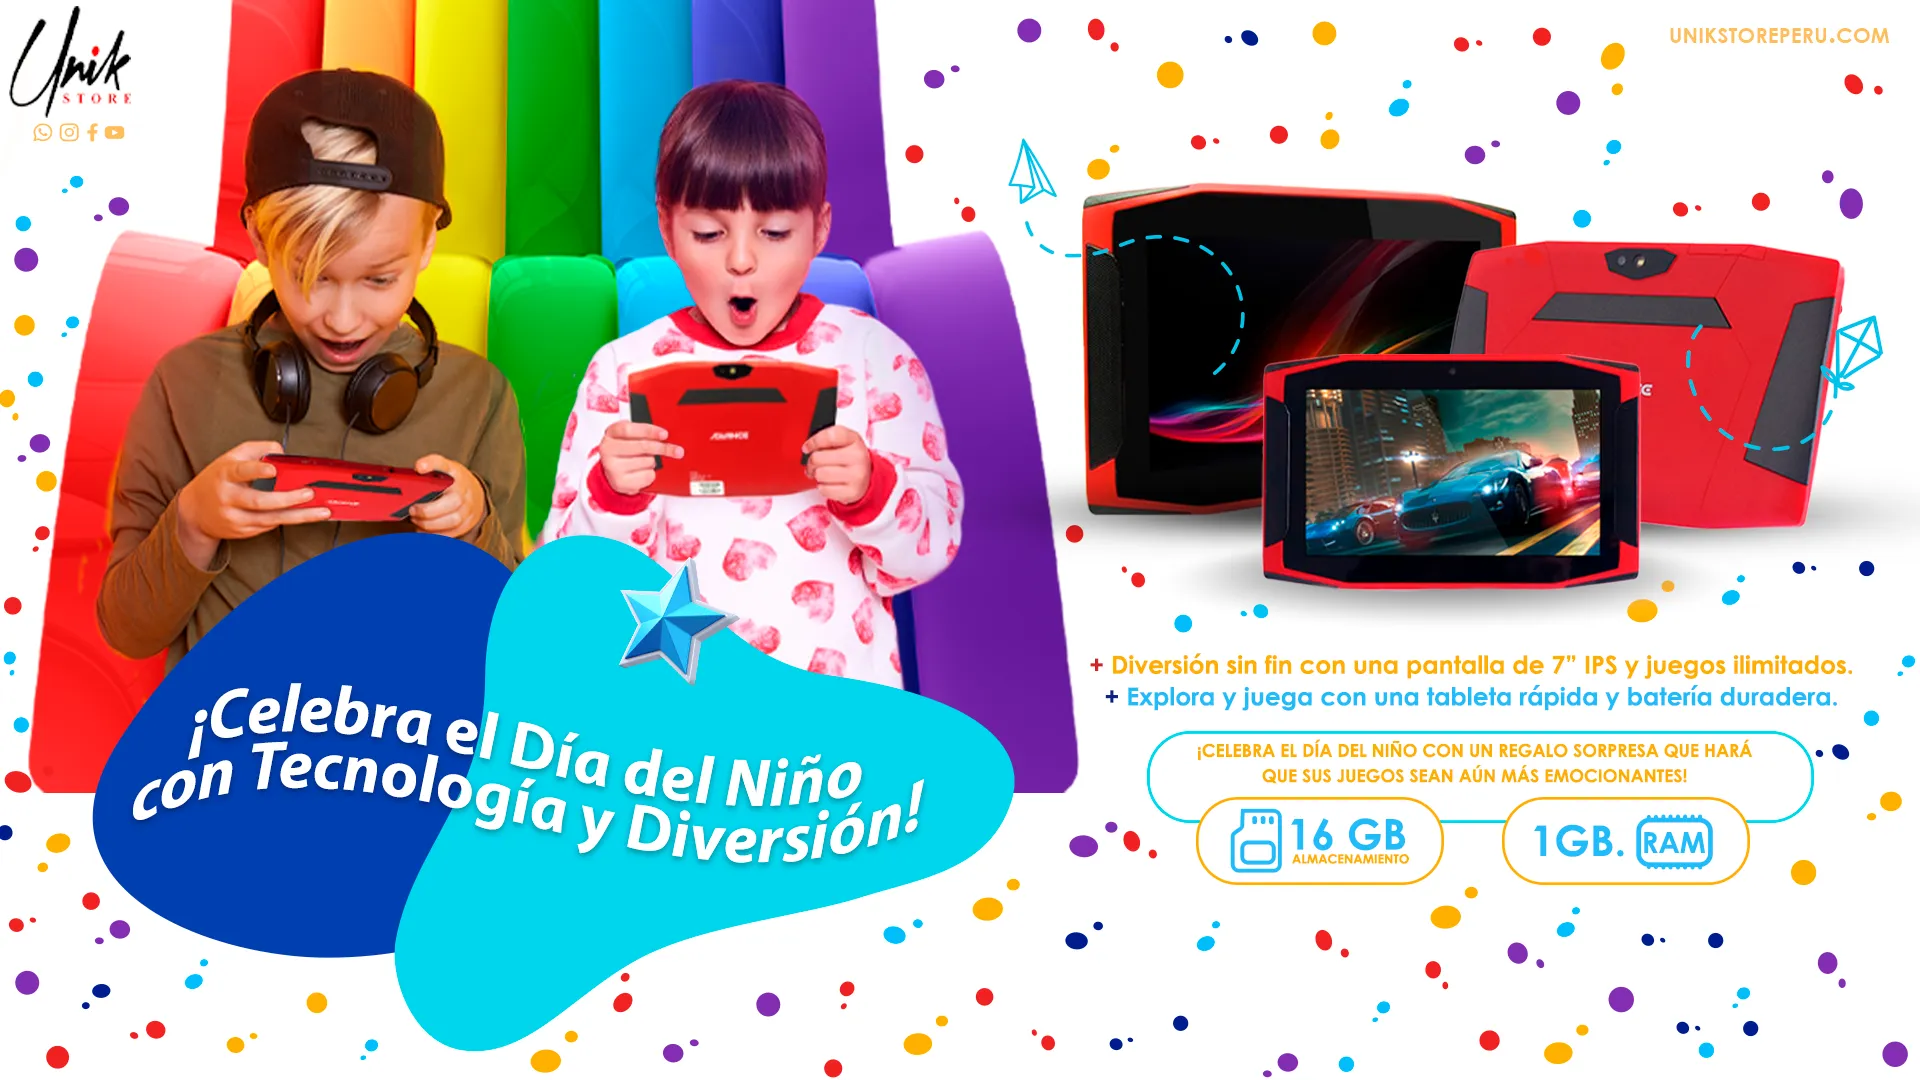 Unik
STORE
UNIKSTOREPERU.COM
ADVANCE
¡Celebra el Día del Niño
con Tecnología y Diversión!
+ Diversión sin fin con una pantalla de 7” IPS y juegos ilimitados.
+ Explora y juega con una tableta rápida y batería duradera.
¡CELEBRA EL DÍA DEL NIÑO CON UN REGALO SORPRESA QUE HARÁ
QUE SUS JUEGOS SEAN AÚN MÁS EMOCIONANTES!
16 GB
ALMACENAMIENTO
1GB. RAM